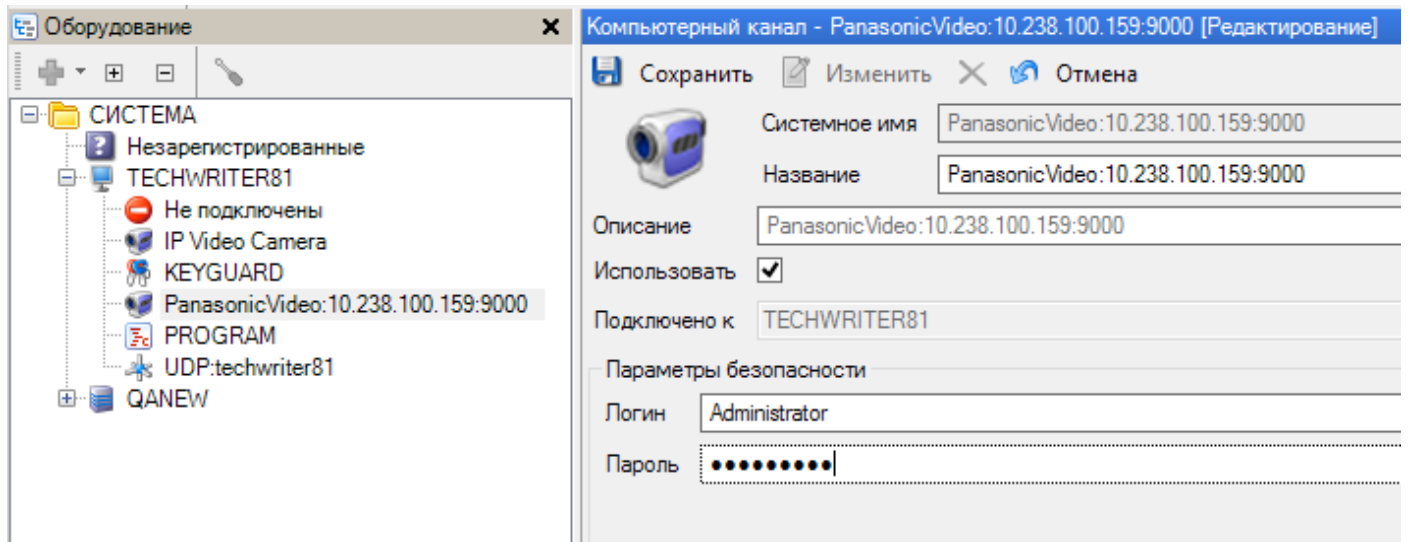 Оборудование
СИСТЕМА
Незарегистрированные
TECHWRITER81
Не подключены
IP Video Camera
KEYGUARD
PanasonicVideo:10.238.100.159:9000
PROGRAM
UDP:techwriter81
QANEW
Компьютерный канал - PanasonicVideo:10.238.100.159:9000 [Редактирование]
Сохранить Изменить Отмена
Системное имя PanasonicVideo:10.238.100.159:9000
Название PanasonicVideo:10.238.100.159:9000
Описание PanasonicVideo:10.238.100.159:9000
Использовать
Подключено к TECHWRITER81
Параметры безопасности
Логин Administrator
Пароль •••••••••